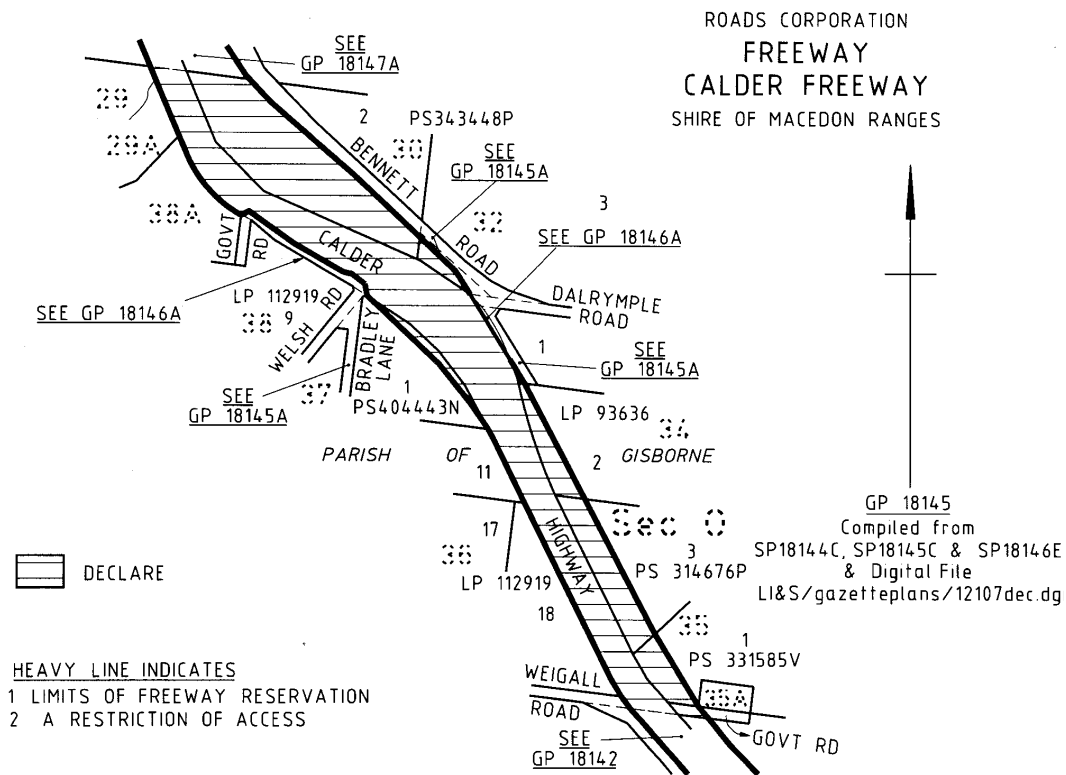 ROADS CORPORATION
FREEWAY
CALDER FREEWAY
SHIRE OF MACEDON RANGES
SEE
GP 18147A
29
2
PS343448P
29A
BENNETT ROAD
30
SEE
GP 18145A
38A
32
3
GOVT
RD
CALDER
SEE GP 18146A
SEE GP 18146A
LP 112919
38
9
WELSH RD
BRADLEY
LANE
DALRYMPLE
ROAD
1
SEE
GP 18145A
SEE
GP 18145A
37
1
PS404443N
LP 93636
34
PARISH OF GISBORNE
11
2
GP 18145
Compiled from
SP18144C, SP18145C & SP18146E
& Digital File
LI&S/gazetteplans/12107dec.dg
17
HIGHWAY
Sec O
36
3
PS 314676P
LP 112919
DECLARE
18
35
1
PS 331585V
HEAVY LINE INDICATES
1 LIMITS OF FREEWAY RESERVATION
2 A RESTRICTION OF ACCESS
WEIGALL
ROAD
35A
SEE
GP 18142
GOVT RD